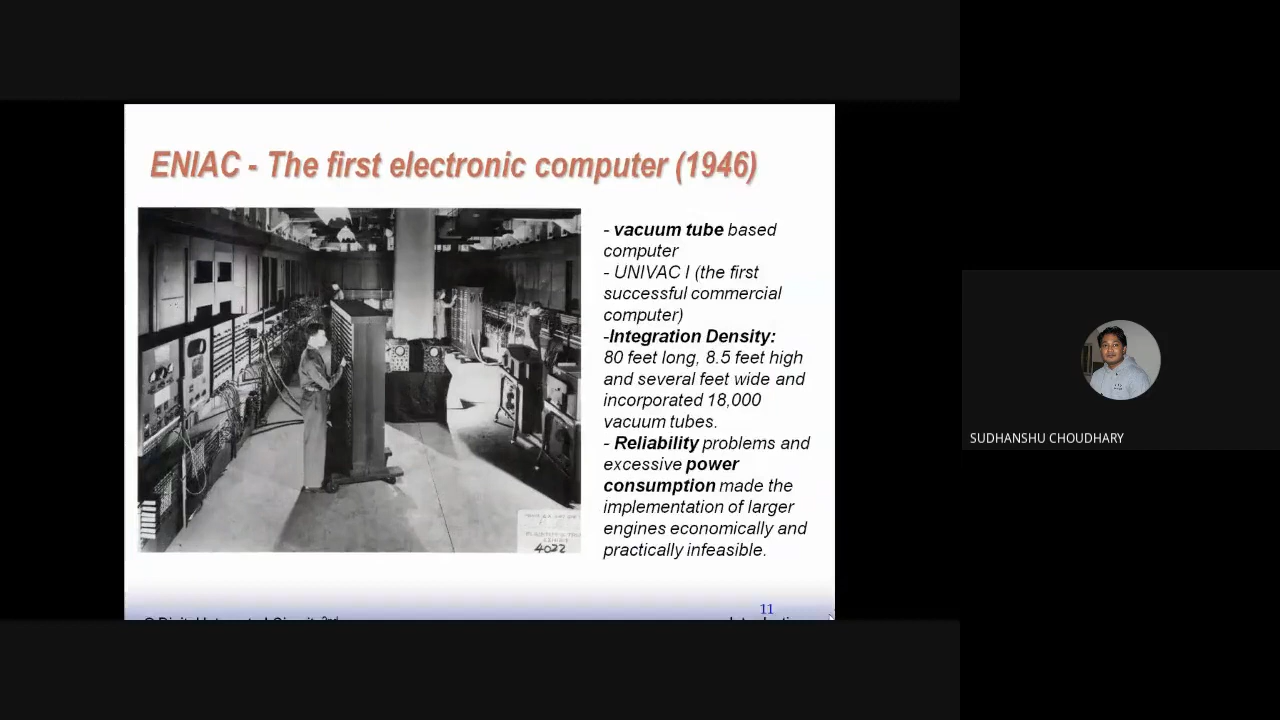 ENIAC - The first electronic computer (1946)
- vacuum tube based
computer
- UNIVAC I (the first
successful commercial
computer)
-Integration Density:
80 feet long, 8.5 feet high
and several feet wide and
incorporated 18,000
vacuum tubes.
- Reliability problems and
excessive power
consumption made the
implementation of larger
engines economically and
practically infeasible.
4022
11
SUDHANSHU CHOUDHARY